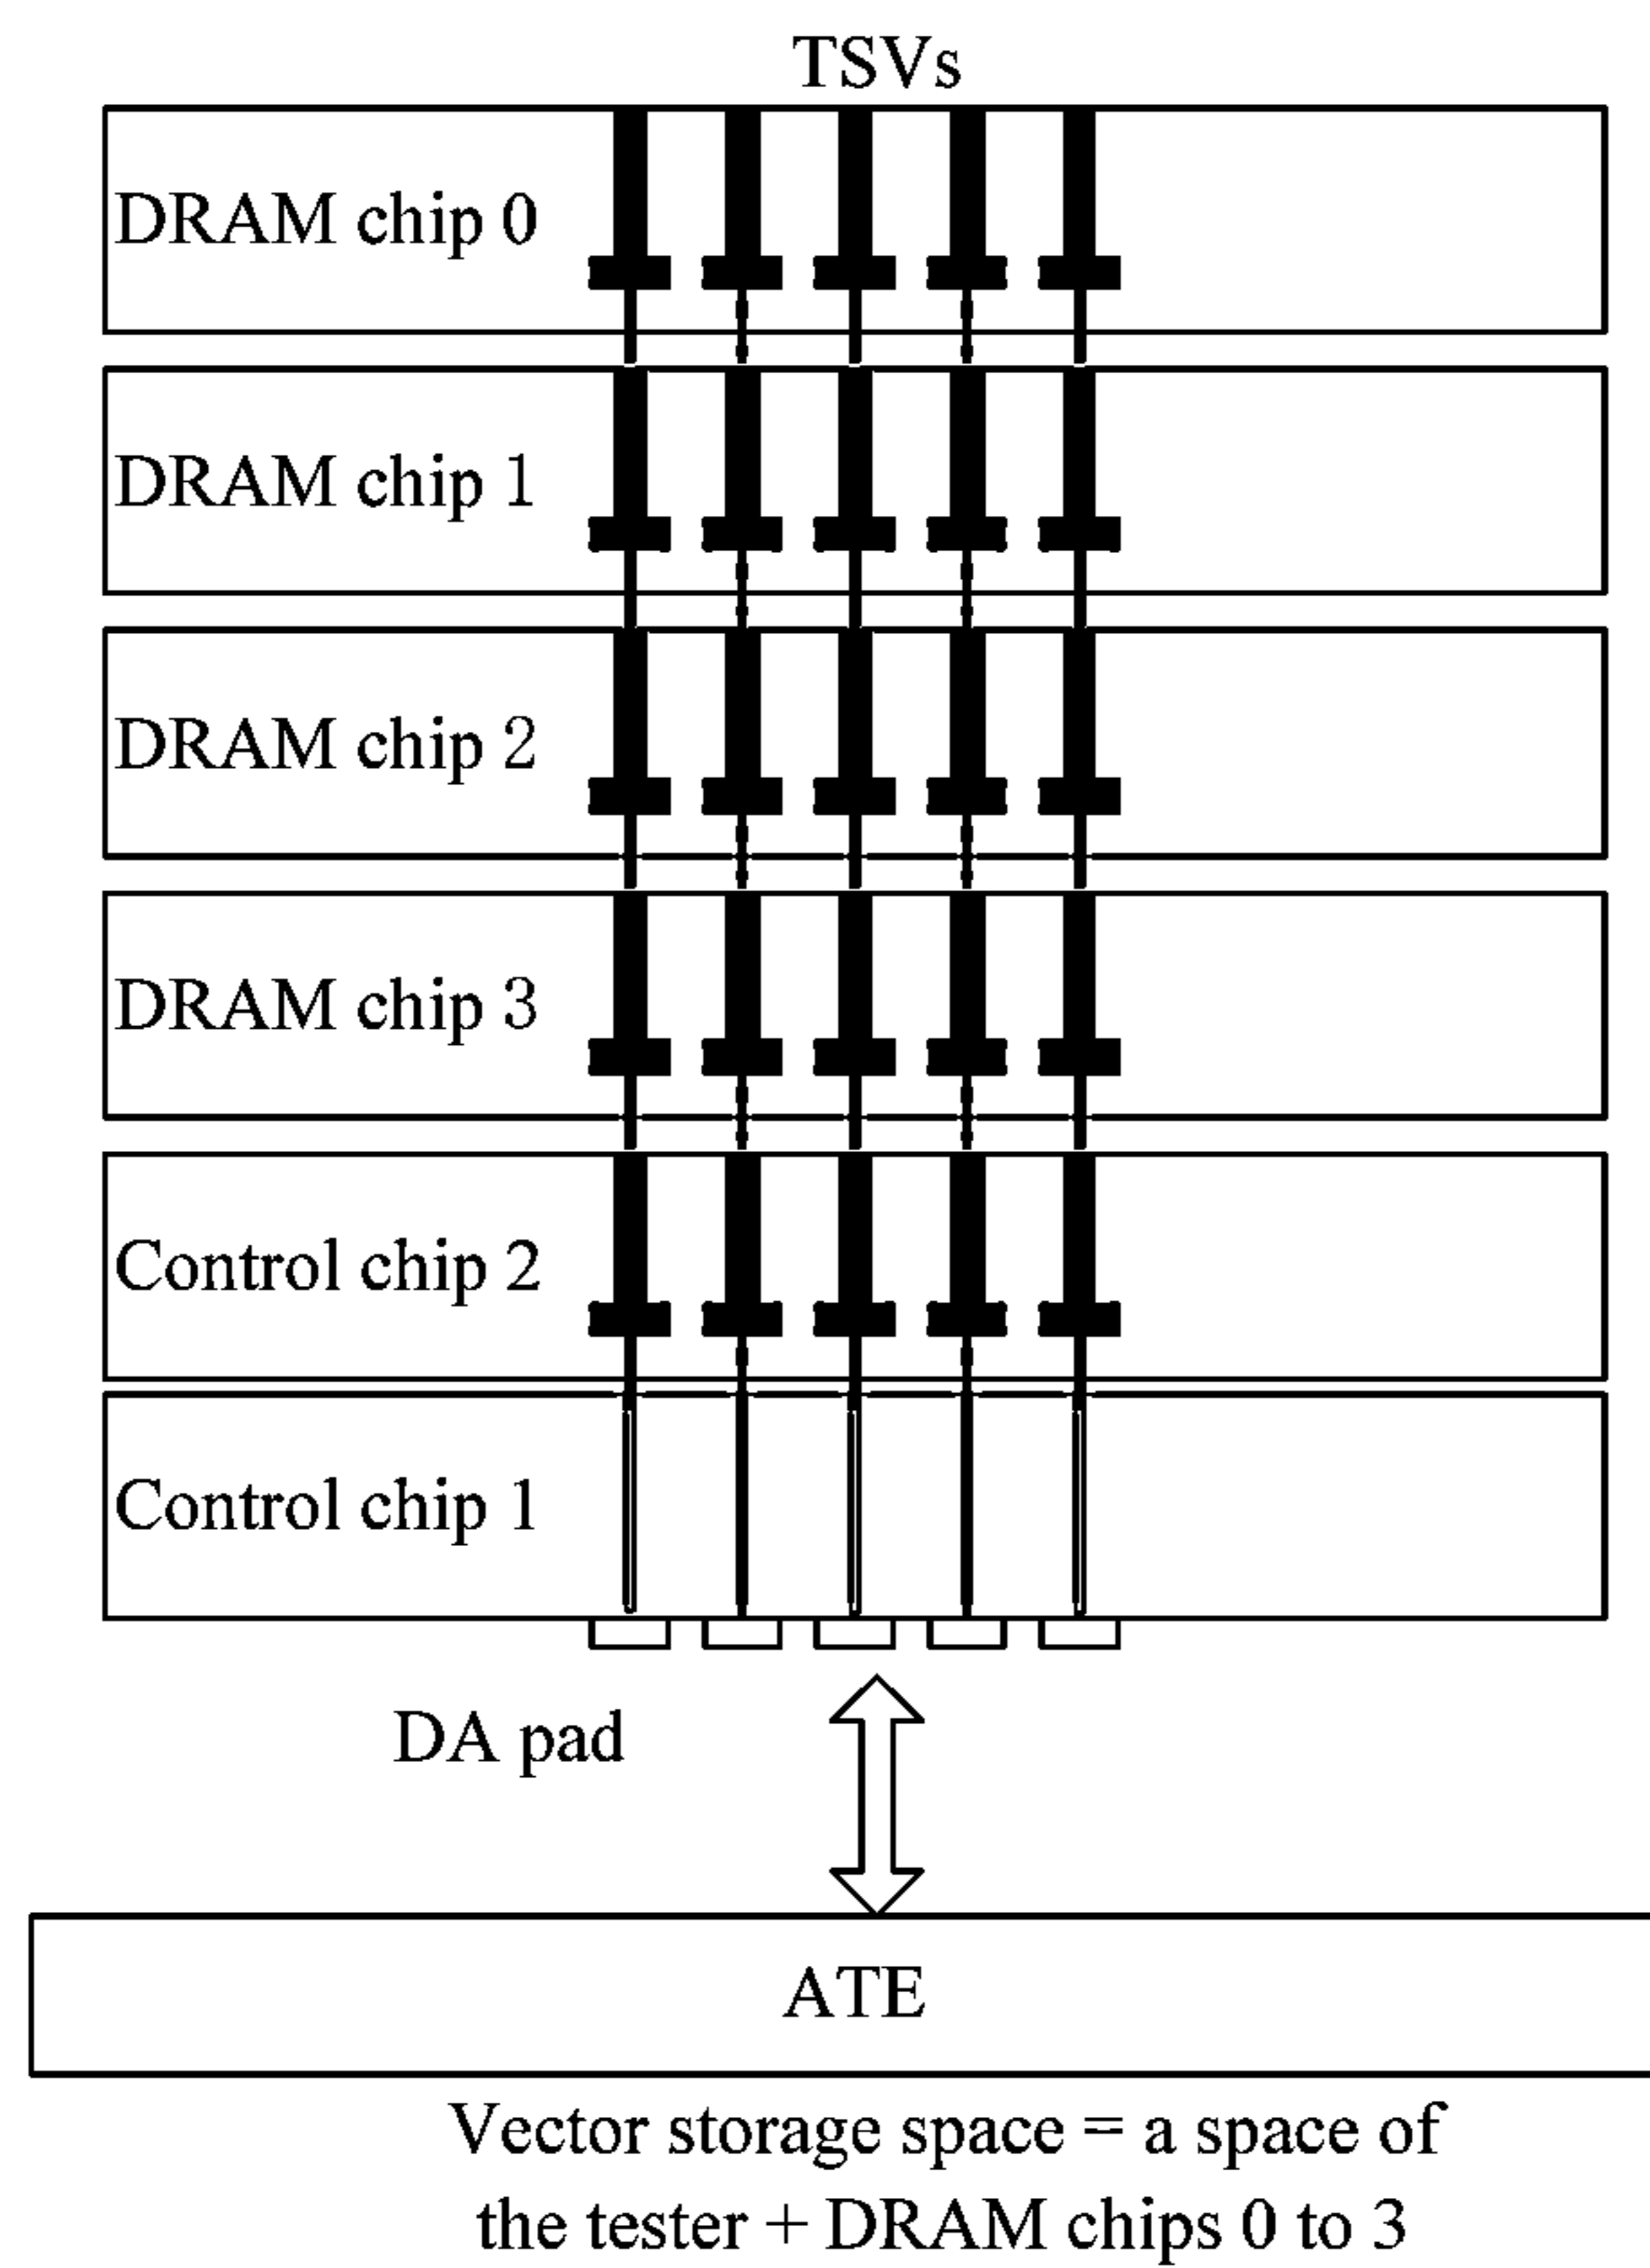 TSVs
DRAM chip 0
DRAM chip 1
DRAM chip 2
DRAM chip 3
Control chip 2
Control chip 1
DA pad
ATE
Vector storage space = a space of
the tester + DRAM chips 0 to 3